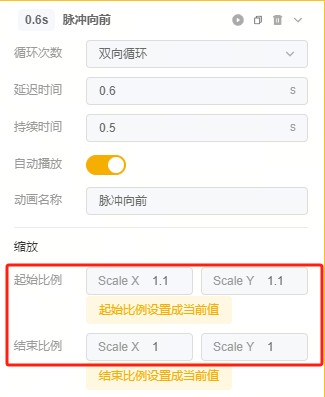 0.6s 脉冲向前
循环次数 双向循环
延迟时间 0.6 s
持续时间 0.5 s
自动播放
动画名称 脉冲向前
缩放
起始比例 Scale X 1.1 Scale Y 1.1
起始比例设置成当前值
结束比例 Scale X 1 Scale Y 1
结束比例设置成当前值